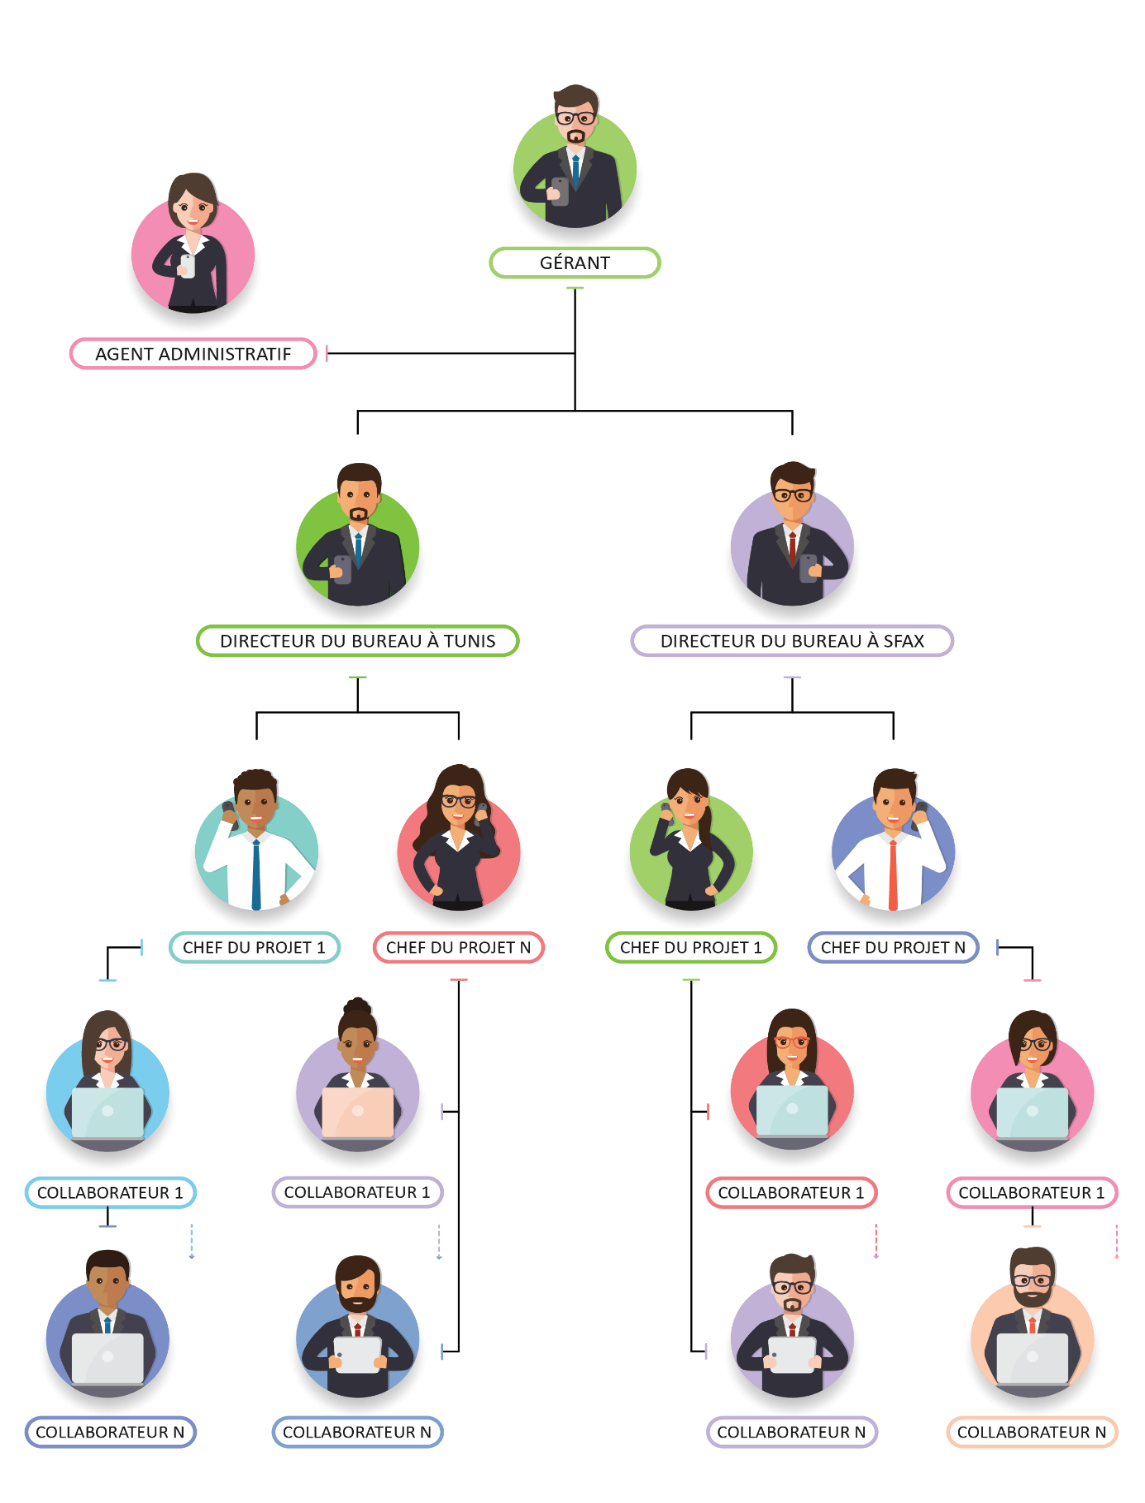 GÉRANT
AGENT ADMINISTRATIF
DIRECTEUR DU BUREAU À TUNIS
DIRECTEUR DU BUREAU À SFAX
CHEF DU PROJET 1
CHEF DU PROJET N
CHEF DU PROJET 1
CHEF DU PROJET N
COLLABORATEUR 1
COLLABORATEUR 1
COLLABORATEUR 1
COLLABORATEUR 1
COLLABORATEUR N
COLLABORATEUR N
COLLABORATEUR N
COLLABORATEUR N